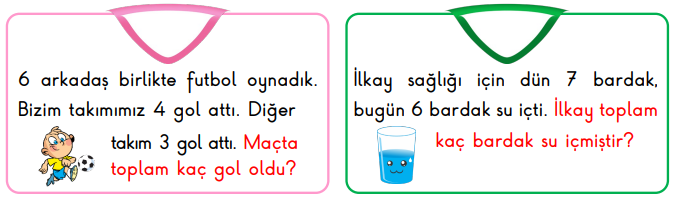 6 arkadaş birlikte futbol oynadık.
Bizim takımımız 4 gol attı. Diğer
takım 3 gol attı. Maçta
toplam kaç gol oldu?
İlkay sağlığı için dün 7 bardak,
bugün 6 bardak su içti. İlkay toplam
kaç bardak su içmiştir?